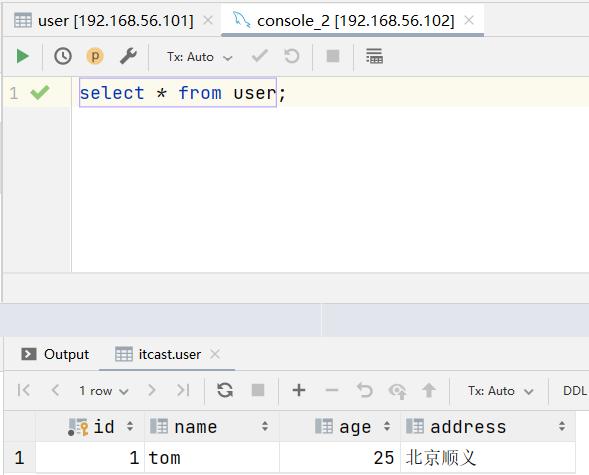 user [192.168.56.101] console_2 [192.168.56.102]
Tx: Auto
1 select * from user;
Output itcast.user
1 row Tx: Auto DDL
id name age address
1 1 tom 25 北京顺义